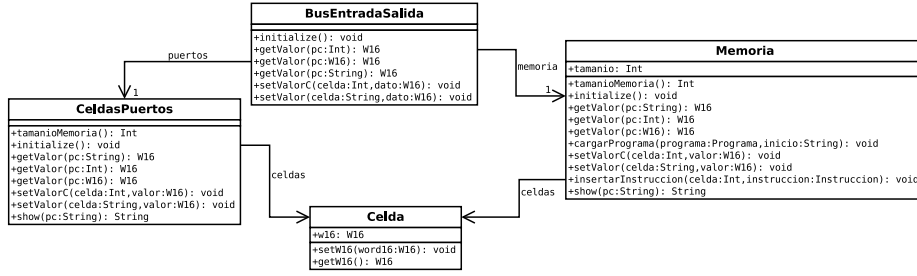 BusEntradaSalida
+initialize(): void
+getValor(pc:Int): W16
+getValor(pc:W16): W16
+getValor(pc:String): W16
+setValorC(celda:Int,dato:W16): void
+setValor(celda:String,dato:W16): void
puertos
1
memoria
1
Memoria
+tamanio: Int
+tamanioMemoria(): Int
+initialize(): void
+getValor(pc:String): W16
+getValor(pc:Int): W16
+getValor(pc:W16): W16
+cargarPrograma(programa:Programa,inicio:String): void
+setValorC(celda:Int,valor:W16): void
+setValor(celda:String,valor:W16): void
+insertarInstruccion(celda:Int,instruccion:Instruccion): void
+show(pc:String): String
CeldasPuertos
+tamanioMemoria(): Int
+initialize(): void
+getValor(pc:String): W16
+getValor(pc:Int): W16
+getValor(pc:W16): W16
+setValorC(celda:Int,valor:W16): void
+setValor(celda:String,valor:W16): void
+show(pc:String): String
celdas
celdas
Celda
+w16: W16
+setW16(word16:W16): void
+getW16(): W16